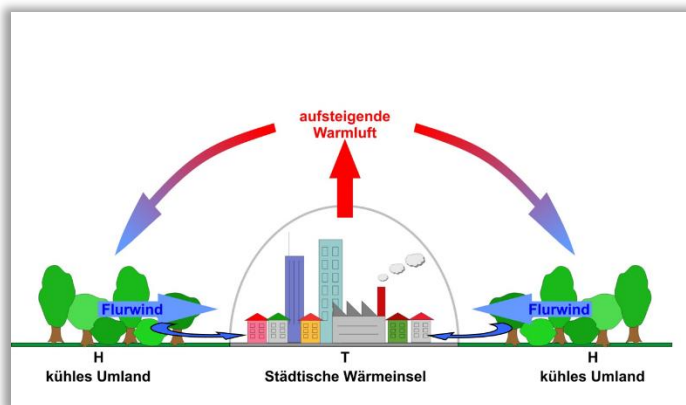 aufsteigende
Warmluft
Flurwind
Flurwind
H
T
H
kühles Umland
Städtische Wärmeinsel
kühles Umland